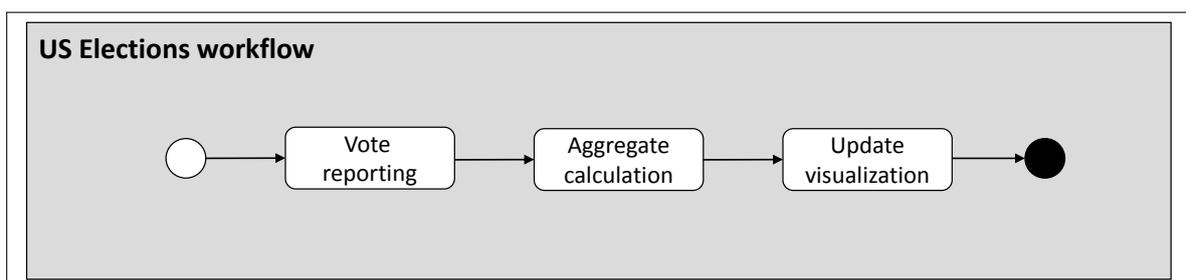 US Elections workflow
Vote
reporting
Aggregate
calculation
Update
visualization